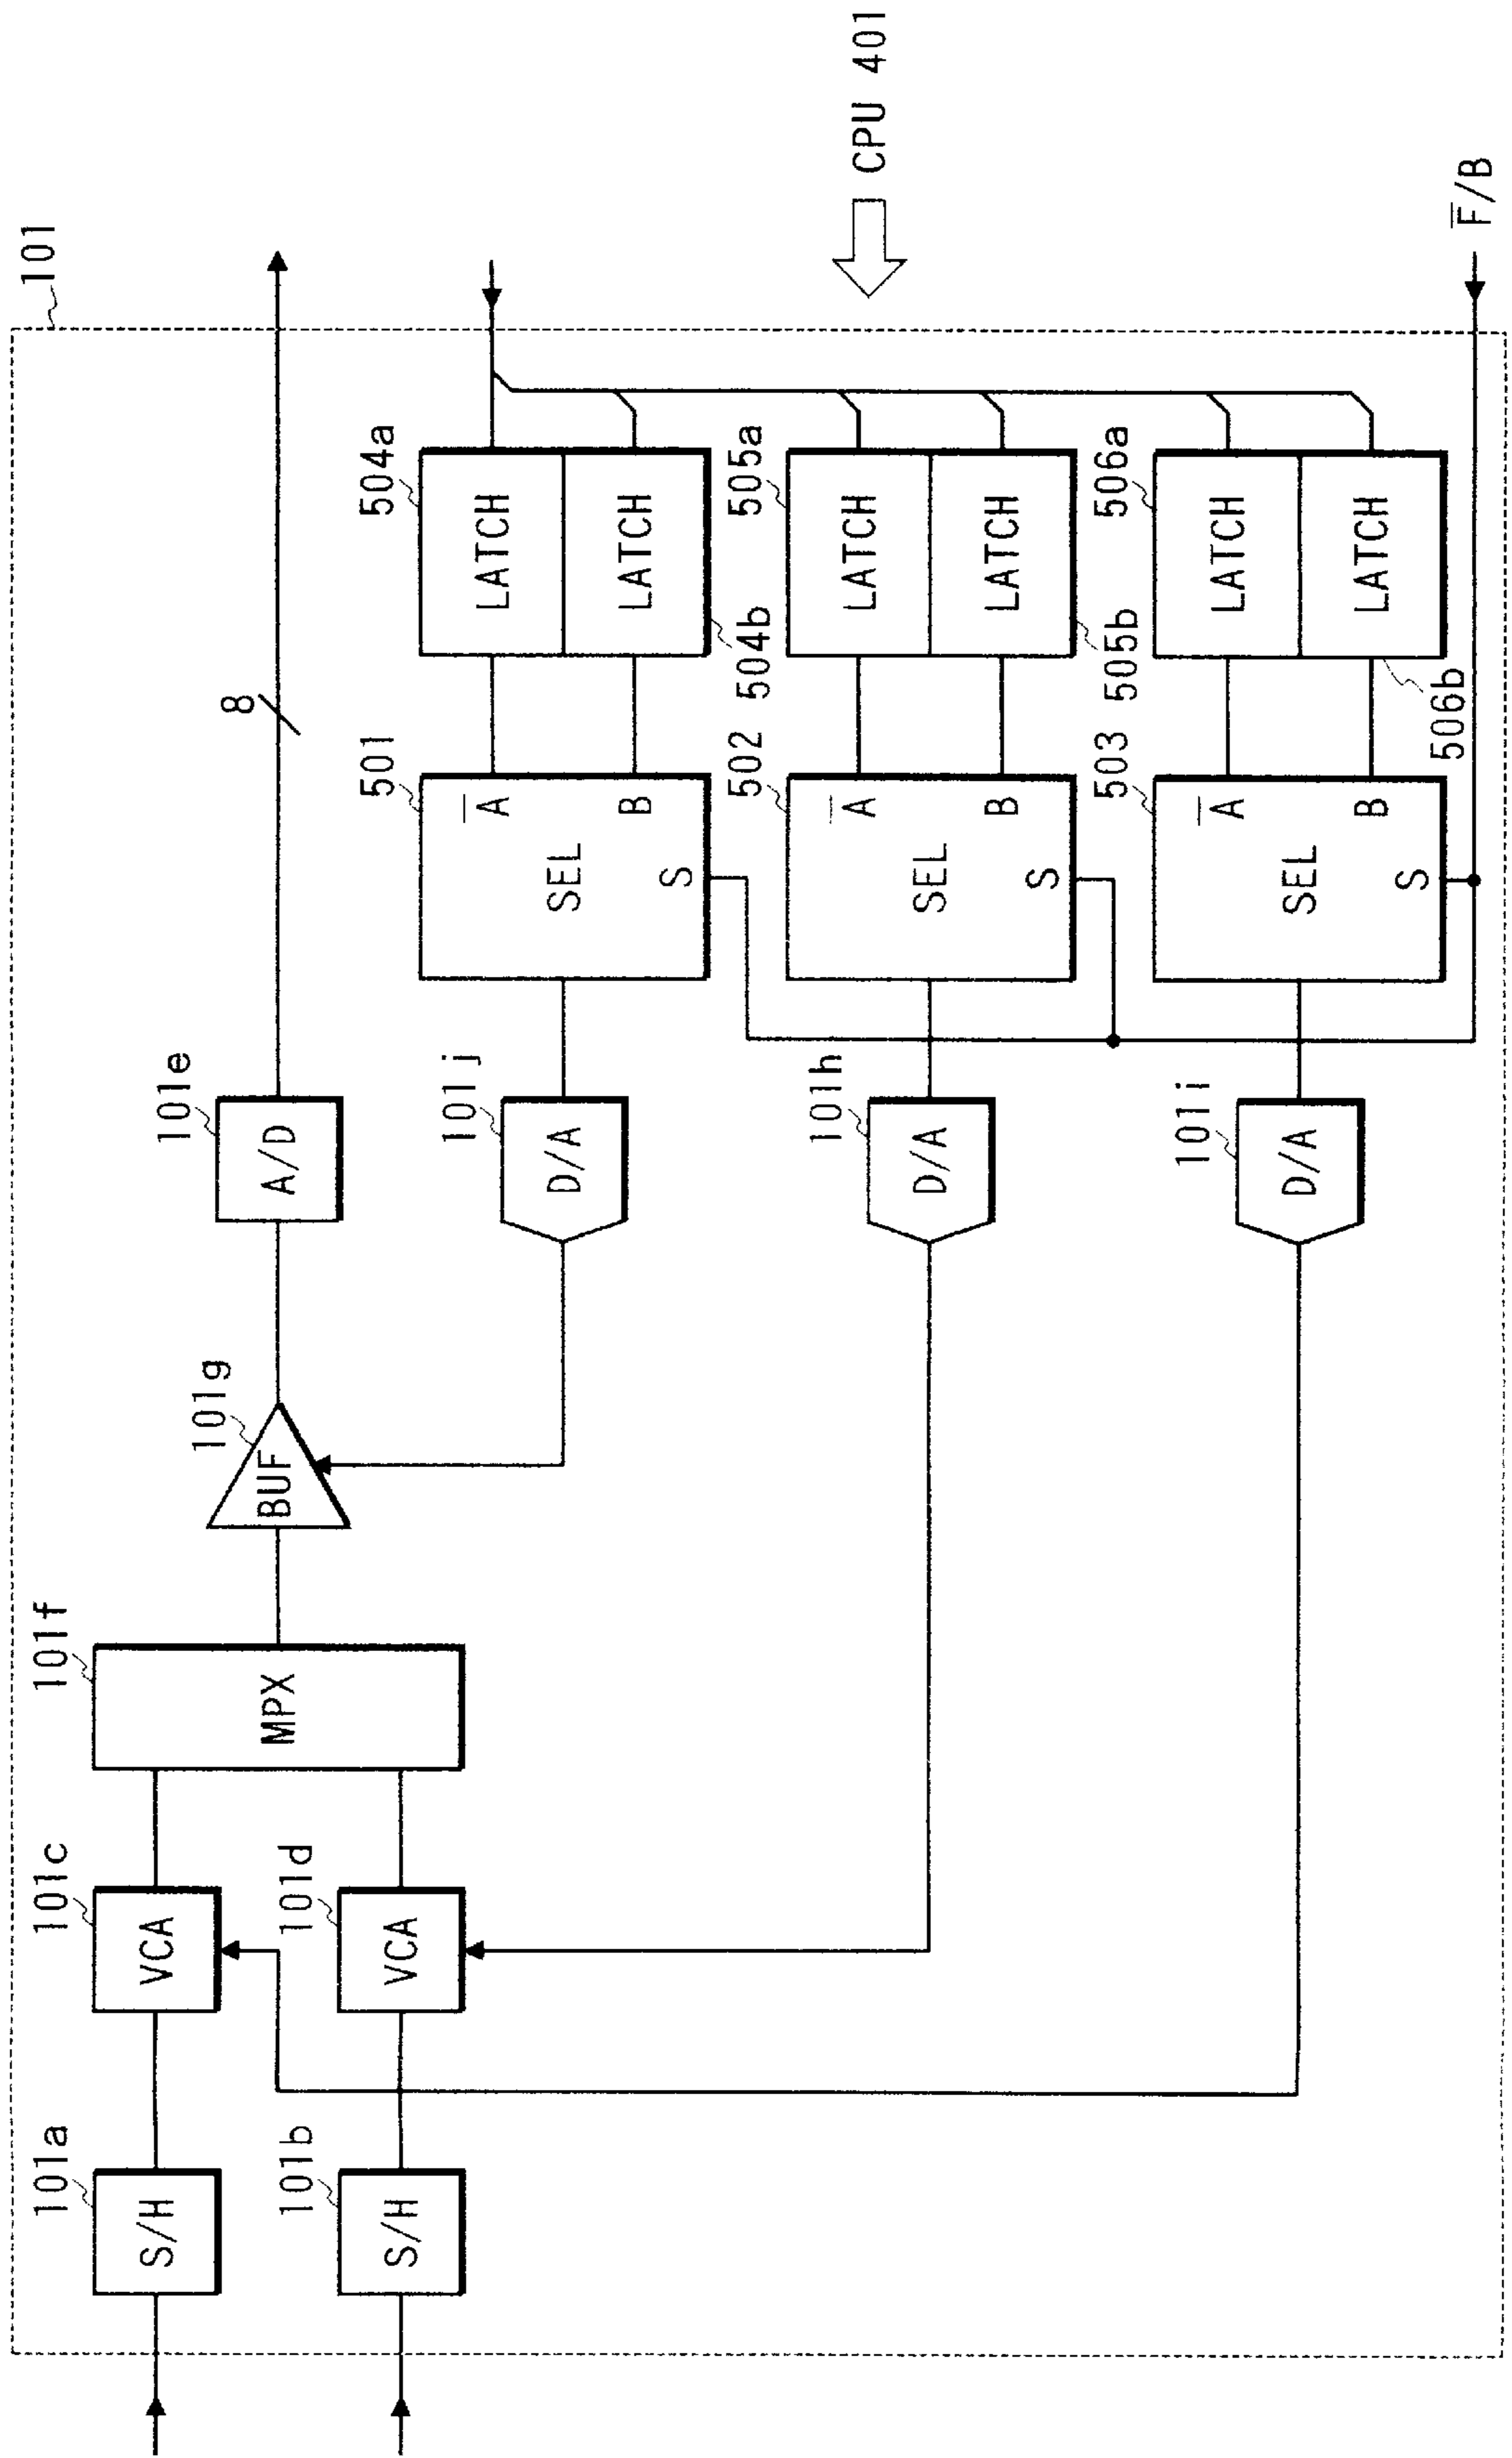 101
101a
S/H
101c
VCA
101f
MPX
101g
BUF
101e
A/D
8
101b
S/H
101d
VCA
101j
D/A
501
SEL
A̅
B
S
504a
LATCH
LATCH
504b
101h
D/A
502
SEL
A̅
B
S
505a
LATCH
LATCH
505b
CPU 401
101i
D/A
503
SEL
A̅
B
S
506a
LATCH
LATCH
506b
F̅/B